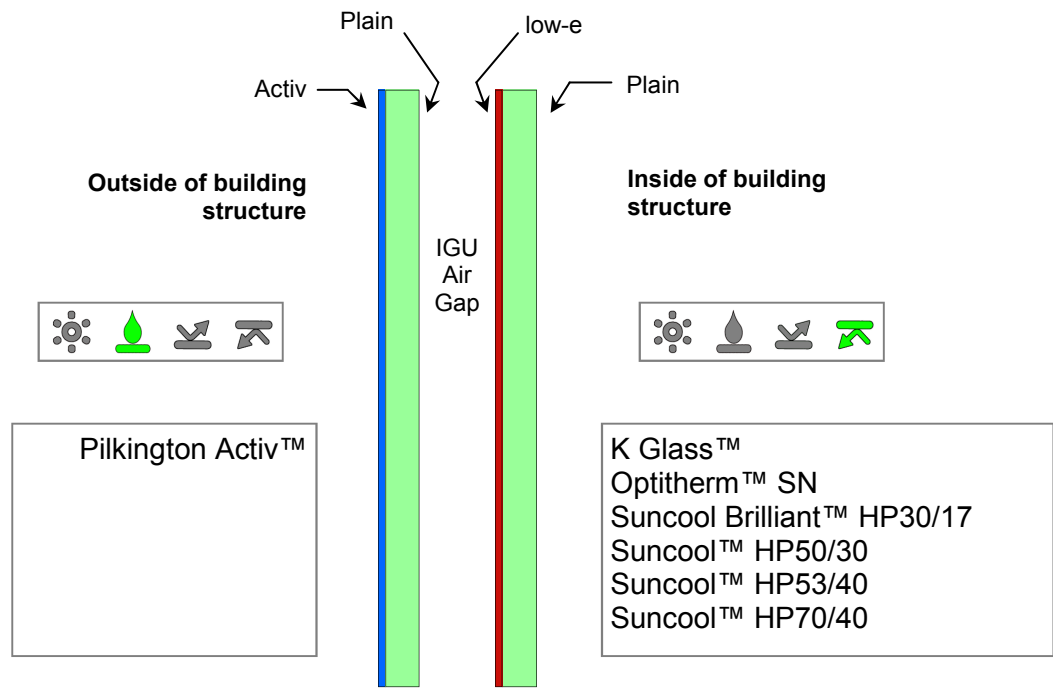 Plain
low-e
Activ
Plain
Outside of building
structure
Inside of building
structure
IGU
Air
Gap
Pilkington Activ™
K Glass™
Optitherm™ SN
Suncool Brilliant™ HP30/17
Suncool™ HP50/30
Suncool™ HP53/40
Suncool™ HP70/40